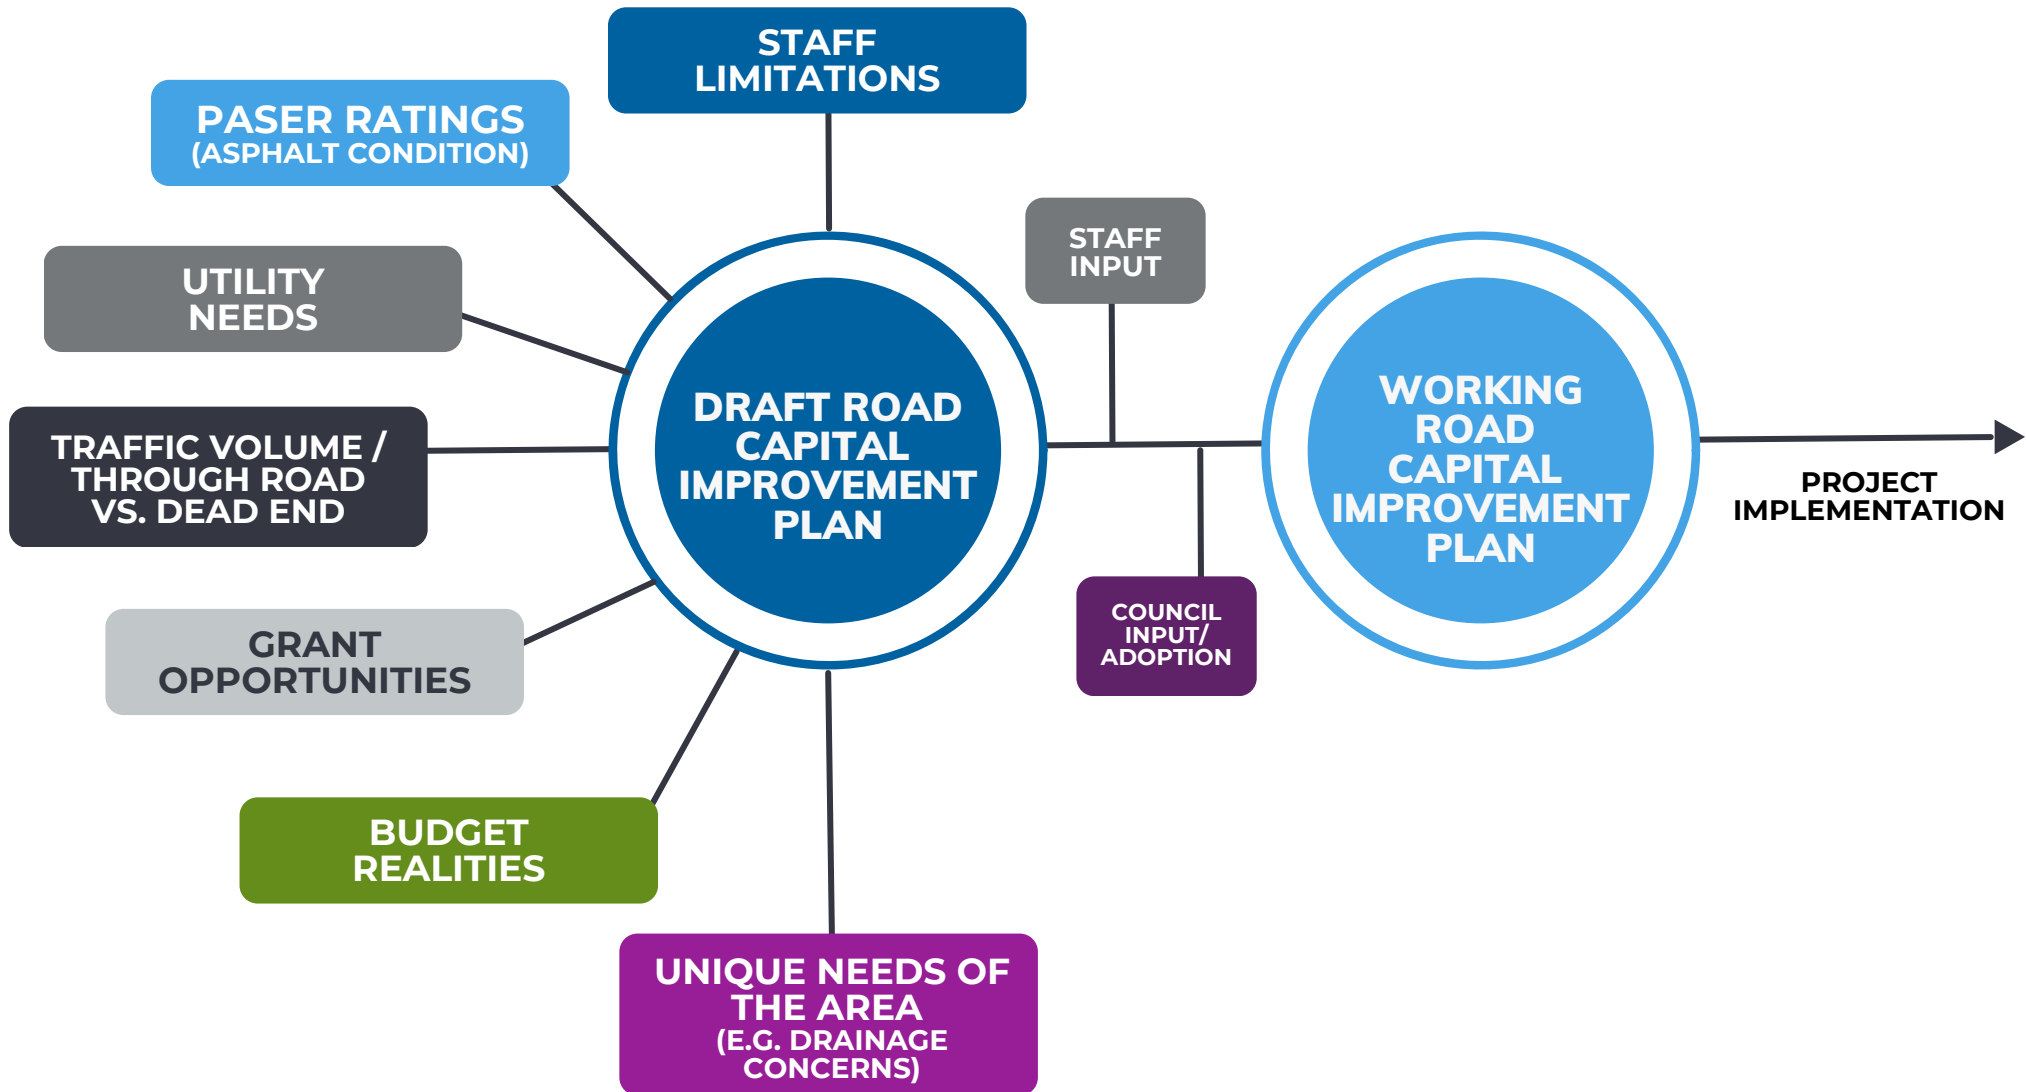 STAFF
LIMITATIONS
PASER RATINGS
(ASPHALT CONDITION)
UTILITY
NEEDS
TRAFFIC VOLUME /
THROUGH ROAD
VS. DEAD END
GRANT
OPPORTUNITIES
BUDGET
REALITIES
UNIQUE NEEDS OF
THE AREA
(E.G. DRAINAGE
CONCERNS)
DRAFT ROAD
CAPITAL
IMPROVEMENT
PLAN
STAFF
INPUT
COUNCIL
INPUT/
ADOPTION
WORKING
ROAD
CAPITAL
IMPROVEMENT
PLAN
PROJECT
IMPLEMENTATION